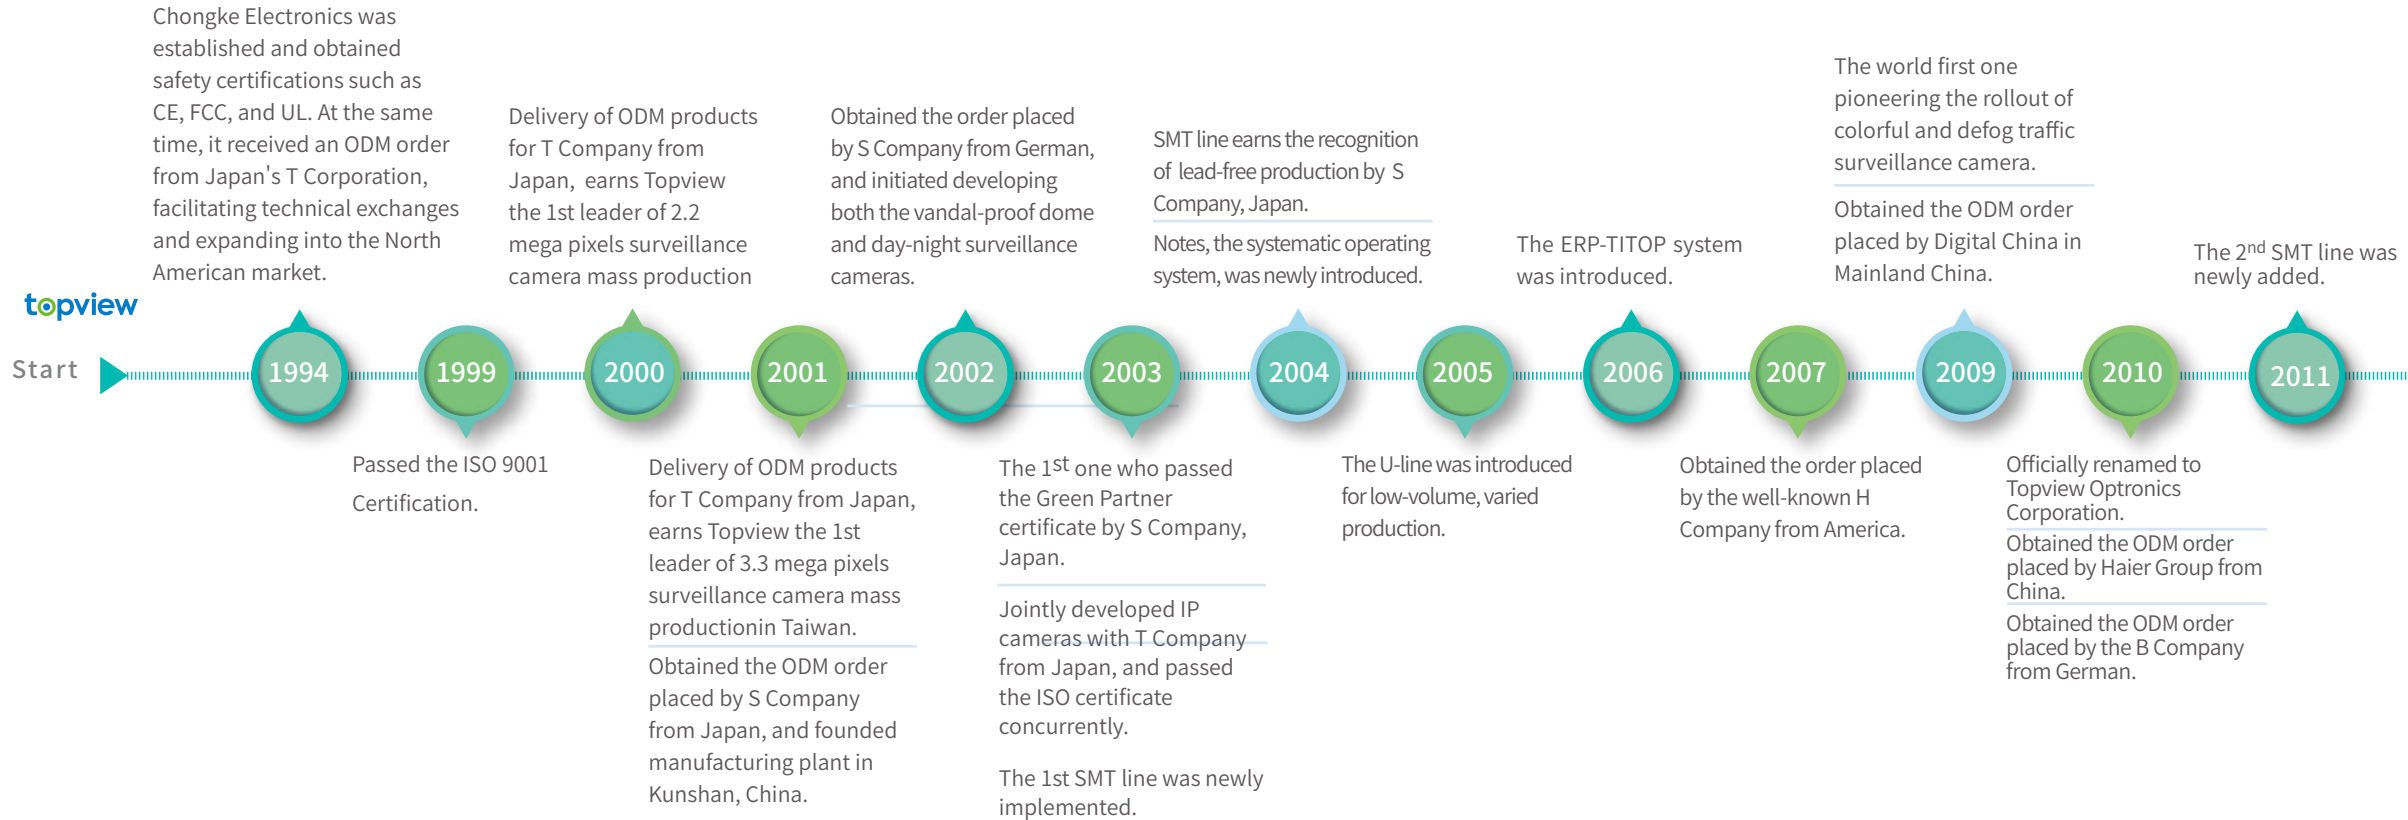 Chongke Electronics was
established and obtained
safety certifications such as
CE, FCC, and UL. At the same
time, it received an ODM order
from Japan's T Corporation,
facilitating technical exchanges
and expanding into the North
American market.
Delivery of ODM products
for T Company from
Japan, earns Topview
the 1st leader of 2.2
mega pixels surveillance
camera mass production
Obtained the order placed
by S Company from German,
and initiated developing
both the vandal-proof dome
and day-night surveillance
cameras.
SMT line earns the recognition
of lead-free production by S
Company, Japan.
Notes, the systematic operating
system, was newly introduced.
The ERP-TITOP system
was introduced.
The world first one
pioneering the rollout of
colorful and defog traffic
surveillance camera.
Obtained the ODM order
placed by Digital China in
Mainland China.
The 2nd SMT line was
newly added.
topview
Start
1994
1999
2000
2001
2002
2003
2004
2005
2006
2007
2009
2010
2011
Passed the ISO 9001
Certification.
Delivery of ODM products
for T Company from Japan,
earns Topview the 1st
leader of 3.3 mega pixels
surveillance camera mass
productionin Taiwan.
Obtained the ODM order
placed by S Company
from Japan, and founded
manufacturing plant in
Kunshan, China.
The 1st one who passed
the Green Partner
certificate by S Company,
Japan.
Jointly developed IP
cameras with T Company
from Japan, and passed
the ISO certificate
concurrently.
The 1st SMT line was newly
implemented.
The U-line was introduced
for low-volume, varied
production.
Obtained the order placed
by the well-known H
Company from America.
Officially renamed to
Topview Optronics
Corporation.
Obtained the ODM order
placed by Haier Group from
China.
Obtained the ODM order
placed by the B Company
from German.